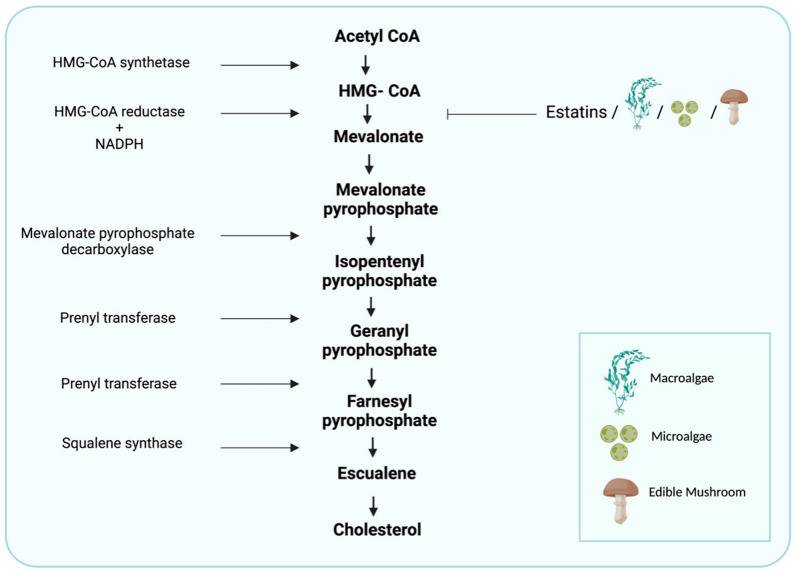 Acetyl CoA
HMG-CoA synthetase
HMG- CoA
HMG-CoA reductase
+
NADPH
Estatins / / /
Mevalonate
Mevalonate
pyrophosphate
Mevalonate pyrophosphate
decarboxylase
Isopentenyl
pyrophosphate
Prenyl transferase
Geranyl
pyrophosphate
Prenyl transferase
Farnesyl
pyrophosphate
Squalene synthase
Escualene
Cholesterol
Macroalgae
Microalgae
Edible Mushroom